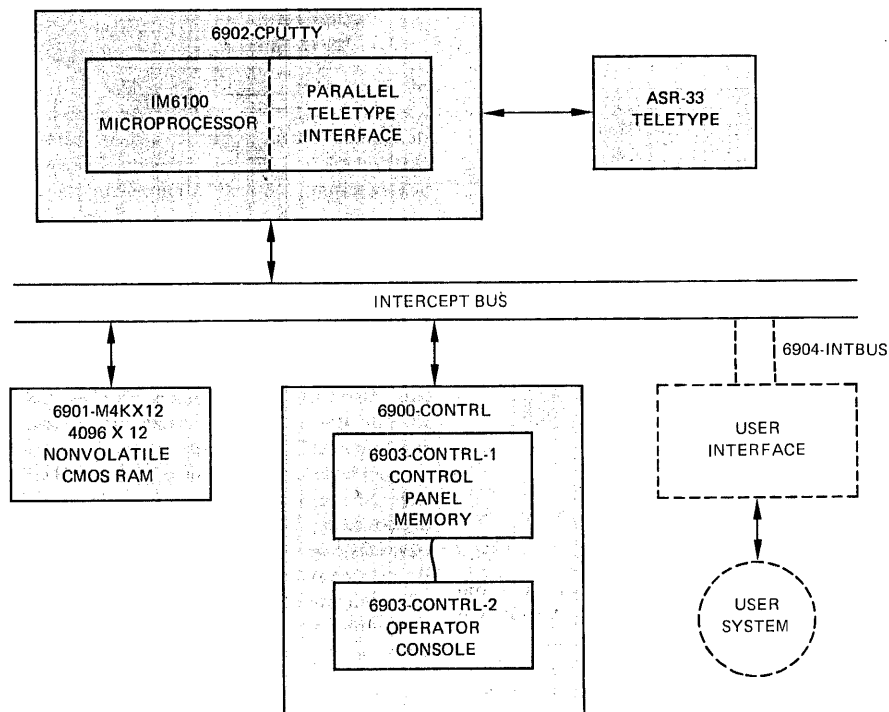 6902-CPUTTY
IM6100
MICROPROCESSOR
PARALLEL
TELETYPE
INTERFACE
ASR-33
TELETYPE
INTERCEPT BUS
6904-INTBUS
6901-M4KX12
4096 X 12
NONVOLATILE
CMOS RAM
6900-CONTRL
6903-CONTRL-1
CONTROL
PANEL
MEMORY
6903-CONTRL-2
OPERATOR
CONSOLE
USER
INTERFACE
USER
SYSTEM